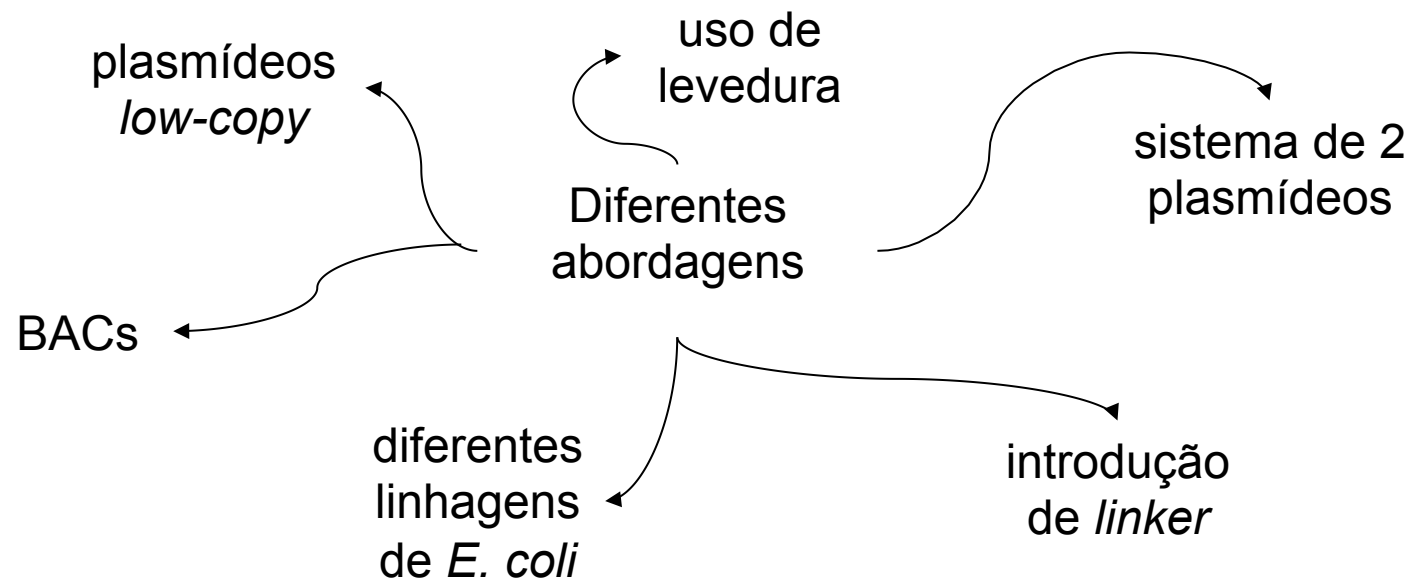 plasmídeos
low-copy
uso de
levedura
sistema de 2
plasmídeos
Diferentes
abordagens
BACs
diferentes
linhagens
de E. coli
introdução
de linker